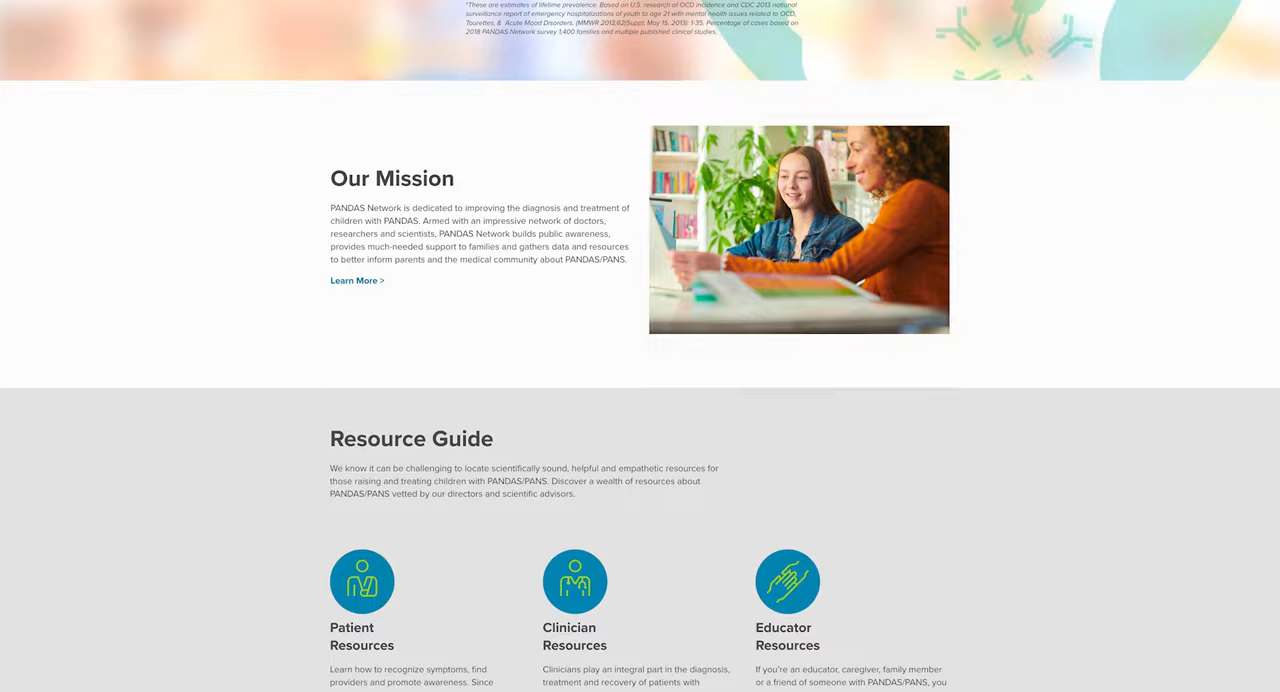 *These are estimates of lifetime prevalence. Based on U.S. research of OCD incidence and CDC 2013 national
surveillance report of emergency hospitalizations of youth to age 21 with mental health issues related to OCD,
Tourettes, & Acute Mood Disorders. (MMWR 2013;62(Suppl; May 15, 2013): 1-35. Percentage of cases based on
2018 PANDAS Network survey 1,400 families and multiple published clinical studies.
Our Mission
PANDAS Network is dedicated to improving the diagnosis and treatment of
children with PANDAS. Armed with an impressive network of doctors,
researchers and scientists, PANDAS Network builds public awareness,
provides much-needed support to families and gathers data and resources
to better inform parents and the medical community about PANDAS/PANS.
Learn More >
Resource Guide
We know it can be challenging to locate scientifically sound, helpful and empathetic resources for
those raising and treating children with PANDAS/PANS. Discover a wealth of resources about
PANDAS/PANS vetted by our directors and scientific advisors.
Patient
Resources
Learn how to recognize symptoms, find
providers and promote awareness. Since
Clinician
Resources
Clinicians play an integral part in the diagnosis,
treatment and recovery of patients with
Educator
Resources
If you're an educator, caregiver, family member
or a friend of someone with PANDAS/PANS, you